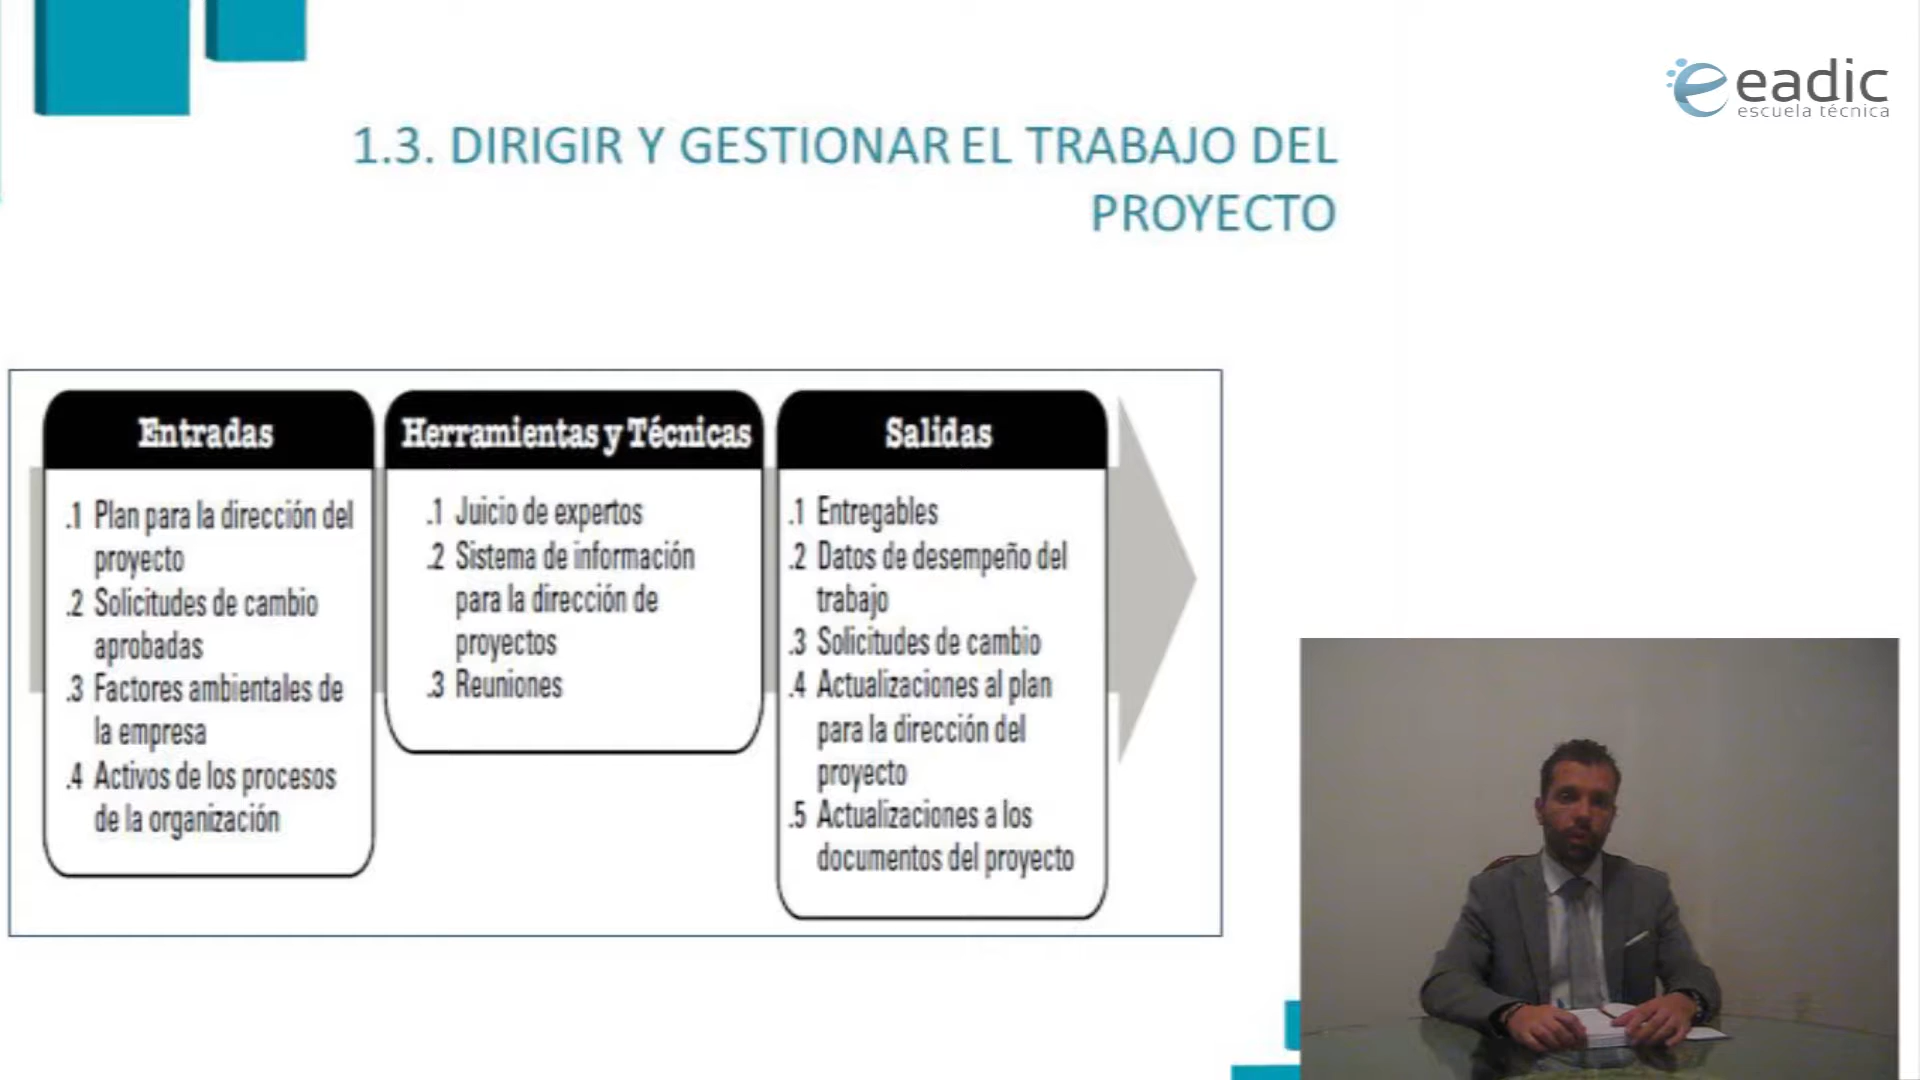 eadic
escuela técnica
1.3. DIRIGIR Y GESTIONAR EL TRABAJO DEL
PROYECTO
Entradas
.1 Plan para la dirección del
proyecto
.2 Solicitudes de cambio
aprobadas
.3 Factores ambientales de
la empresa
.4 Activos de los procesos
de la organización
Herramientas y Técnicas
.1 Juicio de expertos
.2 Sistema de información
para la dirección de
proyectos
.3 Reuniones
Salidas
.1 Entregables
.2 Datos de desempeño del
trabajo
.3 Solicitudes de cambio
.4 Actualizaciones al plan
para la dirección del
proyecto
.5 Actualizaciones a los
documentos del proyecto